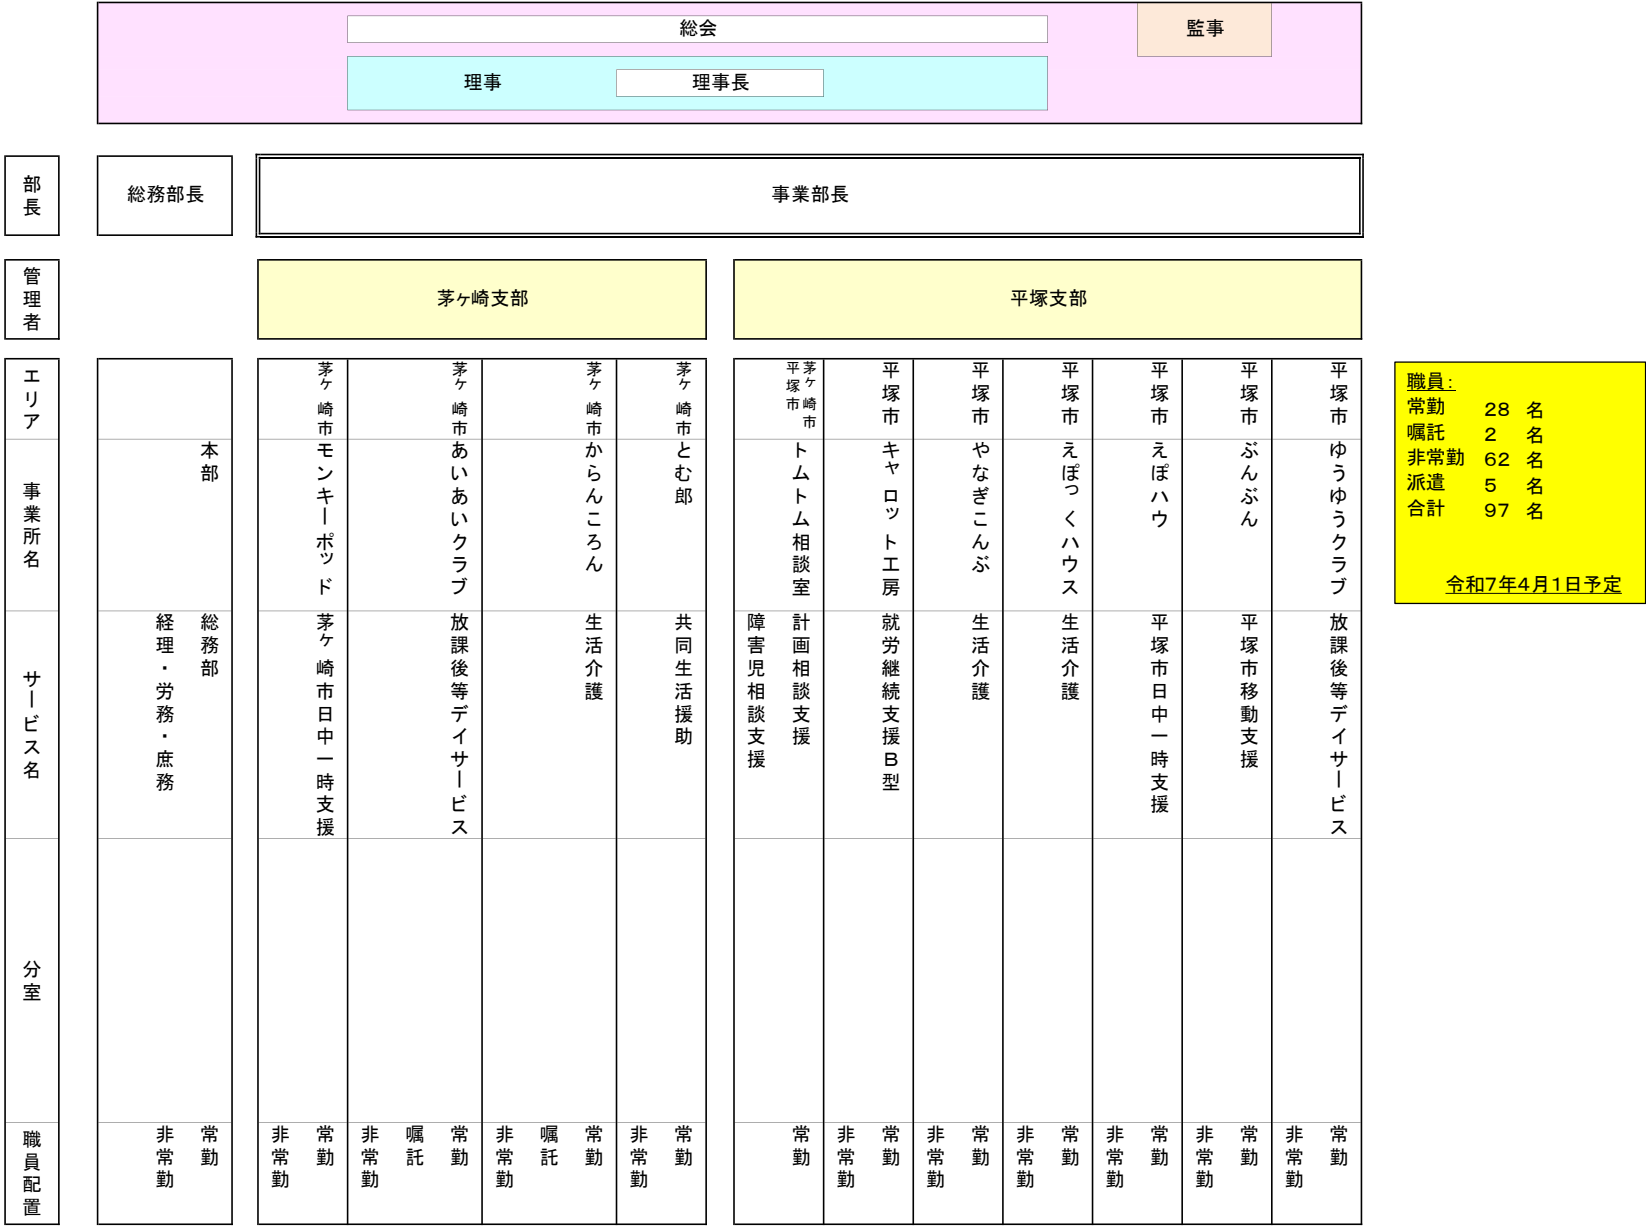 総会
監事
理事
理事長
部長
総務部長
事業部長
管理者
茅ヶ崎支部
平塚支部
エリア
茅ヶ崎市
茅ヶ崎市
茅ヶ崎市
茅ヶ崎市
茅ヶ崎市
平塚市
平塚市
平塚市
平塚市
平塚市
平塚市
平塚市
事業所名
本部
モンキーポッド
あいあいクラブ
からんころん
とむ郎
トムトム相談室
キャロット工房
やなぎこんぶ
えぽっくハウス
えぽハウ
ぶんぶん
ゆうゆうクラブ
サービス名
総務部
経理・労務・庶務
茅ヶ崎市日中一時支援
放課後等デイサービス
生活介護
共同生活援助
計画相談支援
障害児相談支援
就労継続支援B型
生活介護
生活介護
平塚市日中一時支援
平塚市移動支援
放課後等デイサービス
分室
職員配置
常勤
非常勤
常勤
非常勤
常勤
嘱託
非常勤
常勤
嘱託
非常勤
常勤
非常勤
常勤
常勤
非常勤
常勤
非常勤
常勤
非常勤
常勤
非常勤
常勤
非常勤
常勤
非常勤
職員:
常勤 28 名
嘱託 2 名
非常勤 62 名
派遣 5 名
合計 97 名
令和7年4月1日予定